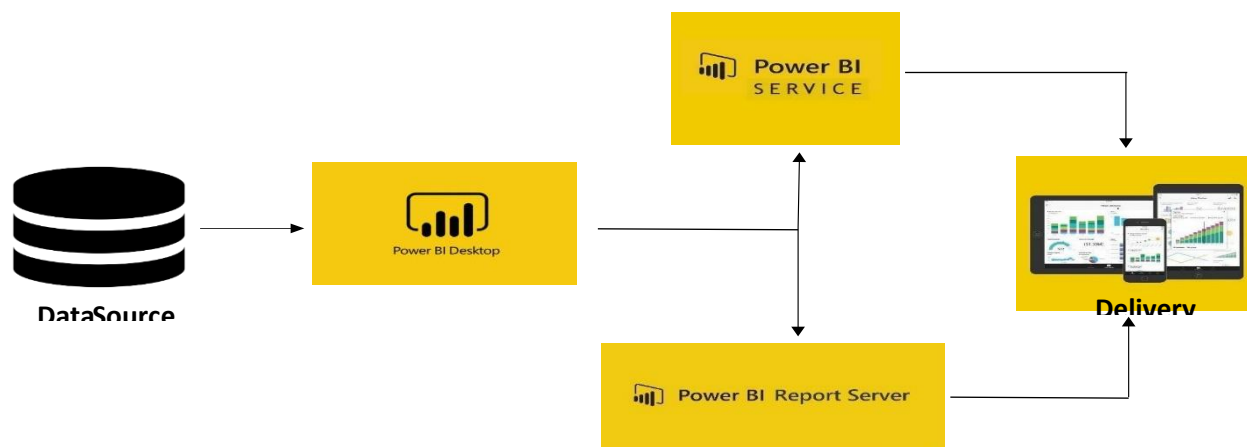 Power BI
SERVICE
Power BI Desktop
DataSource
Delivery
Power BI Report Server